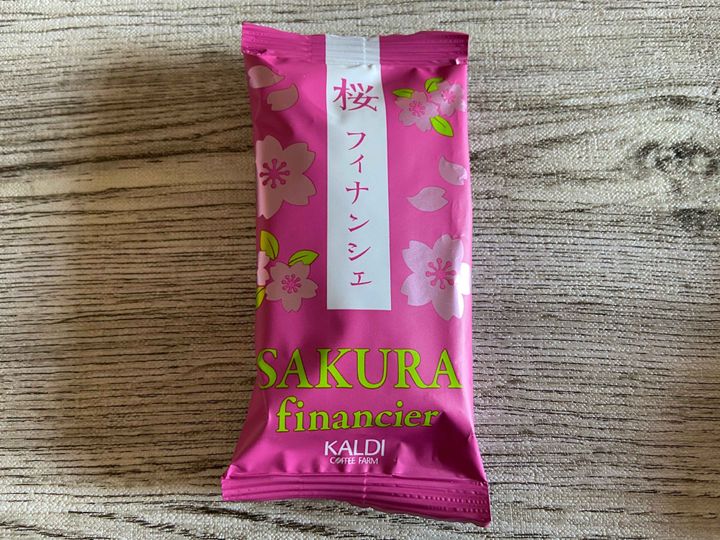 桜フィナンシェ
SAKURA
financier
KALDI
COFFEE FARM